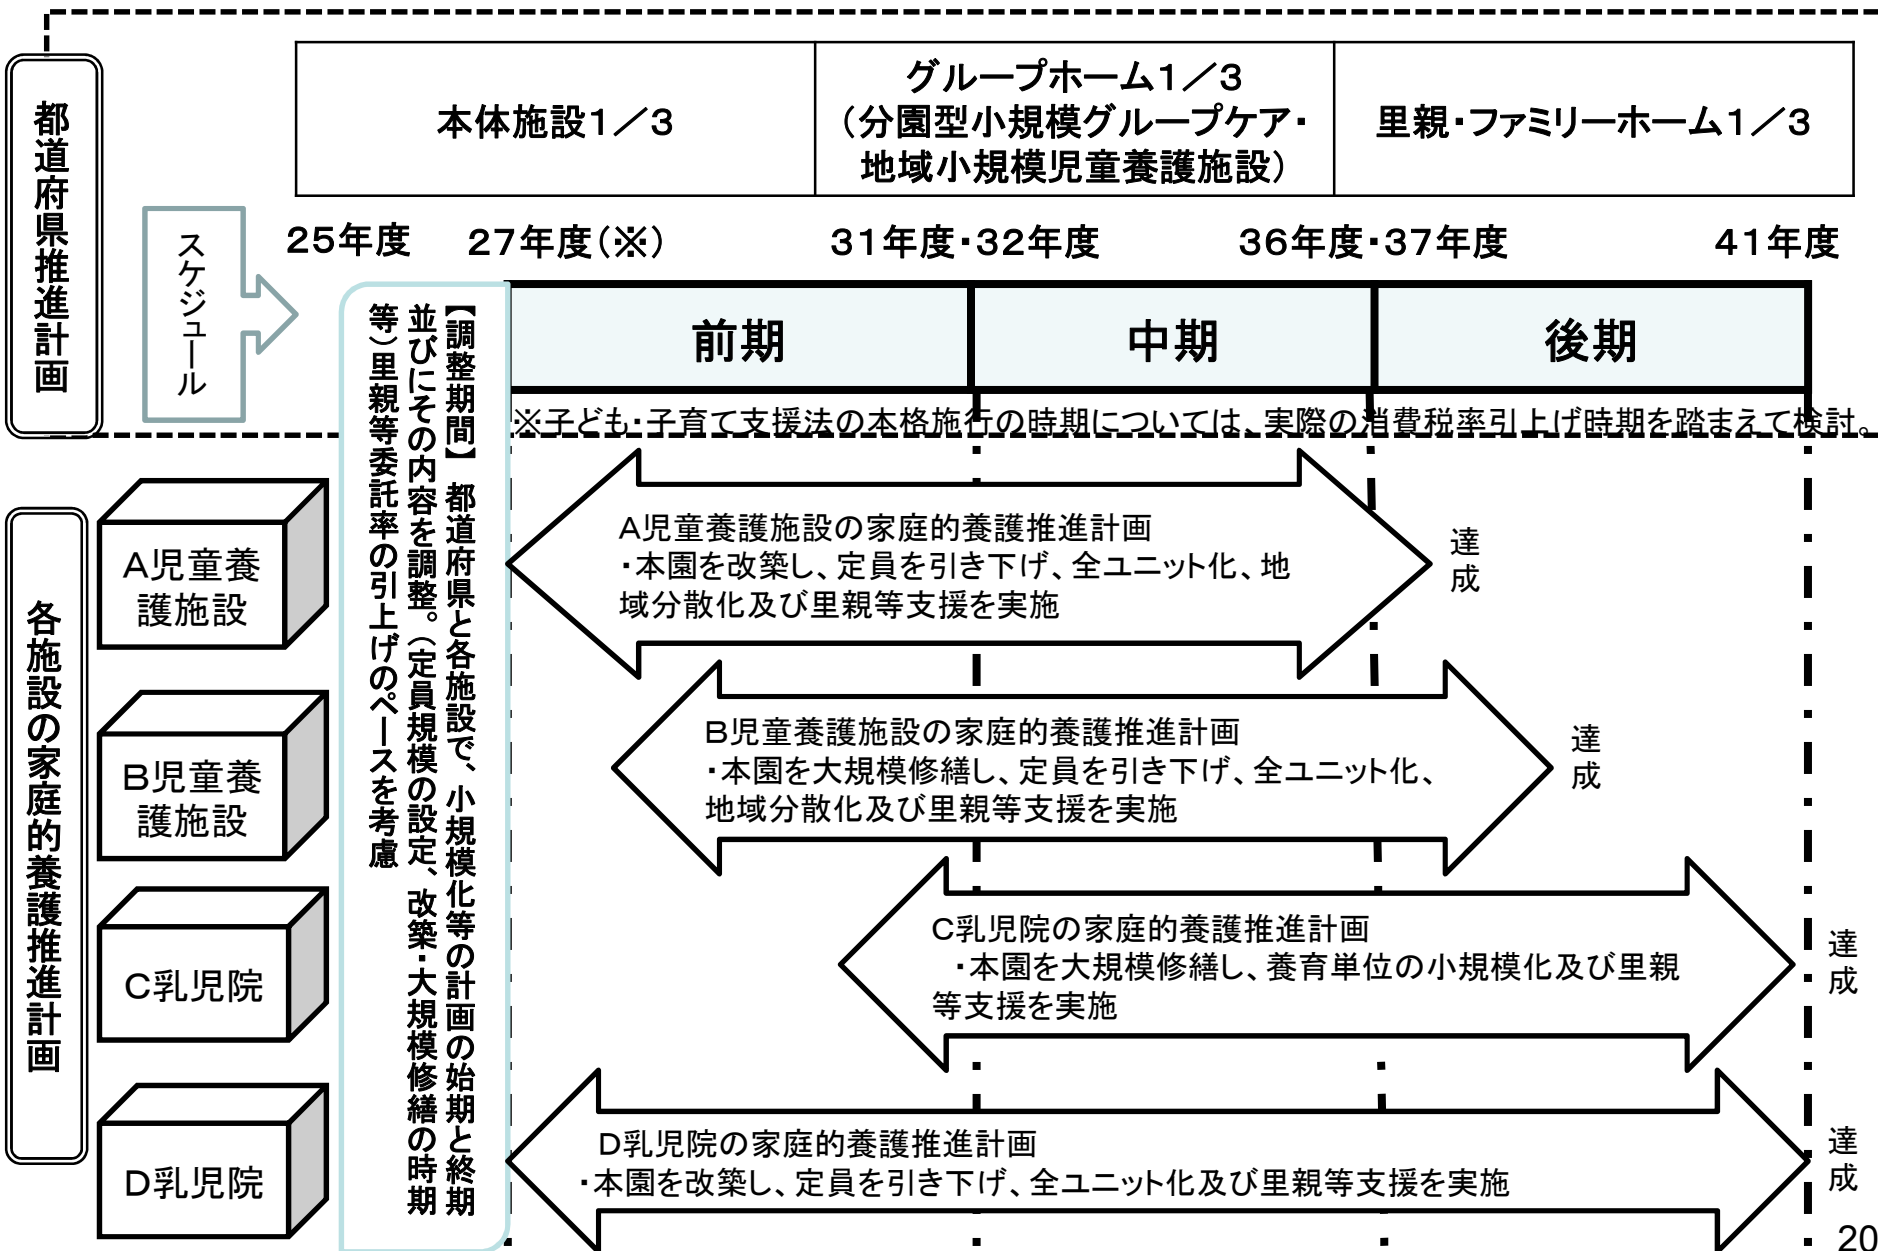 都道府県推進計画
本体施設1／3
グループホーム1／3
(分園型小規模グループケア・
地域小規模児童養護施設)
里親・ファミリーホーム1／3
スケジュール
25年度
27年度(※)
31年度・32年度
36年度・37年度
41年度
前期
中期
後期
※子ども・子育て支援法の本格施行の時期については、実際の消費税率引上げ時期を踏まえて検討。
【調整期間】 都道府県と各施設で、小規模化等の計画の始期と終期
並びにその内容を調整。(定員規模の設定、改築・大規模修繕の時期
等)里親等委託率の引上げのペースを考慮
各施設の家庭的養護推進計画
A児童養
護施設
A児童養護施設の家庭的養護推進計画
・本園を改築し、定員を引き下げ、全ユニット化、地
域分散化及び里親等支援を実施
達成
B児童養
護施設
B児童養護施設の家庭的養護推進計画
・本園を大規模修繕し、定員を引き下げ、全ユニット化、
地域分散化及び里親等支援を実施
達成
C乳児院
C乳児院の家庭的養護推進計画
・本園を大規模修繕し、養育単位の小規模化及び里親
等支援を実施
達成
D乳児院
D乳児院の家庭的養護推進計画
・本園を改築し、定員を引き下げ、全ユニット化及び里親等支援を実施
達成
20